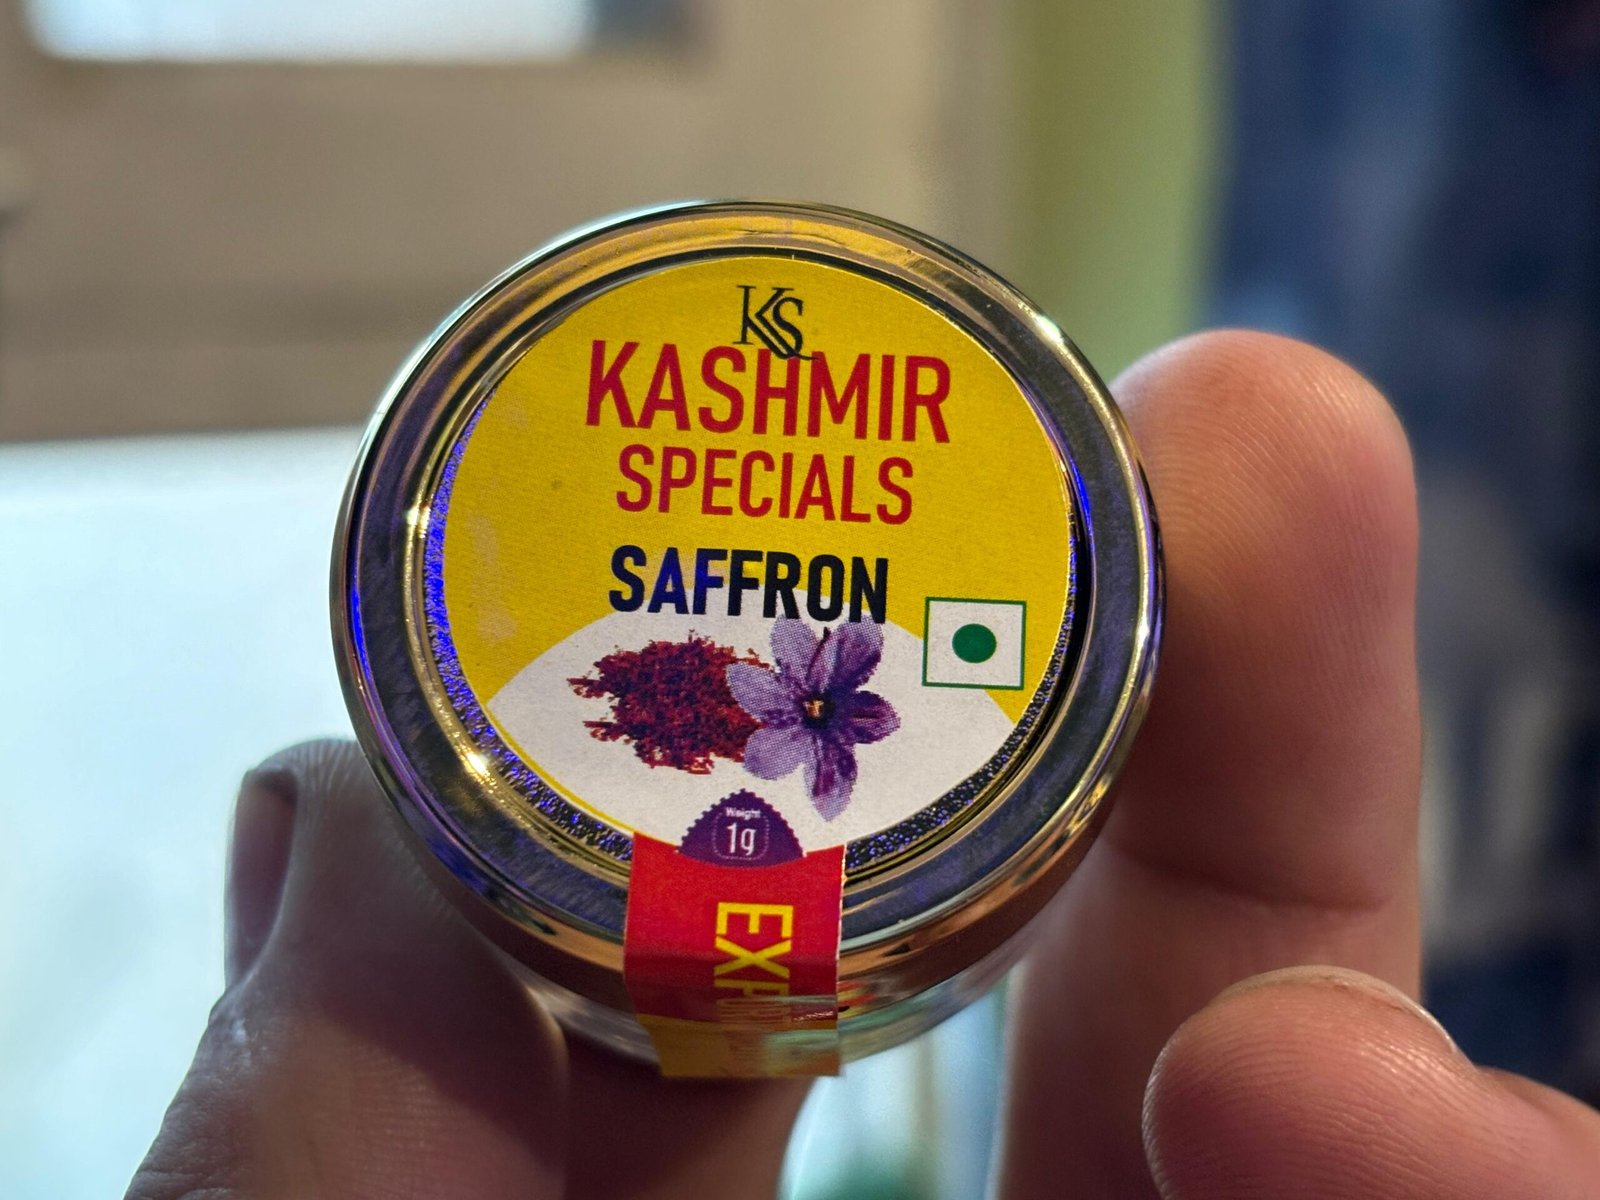 KS
KASHMIR
SPECIALS
SAFFRON
Weight
1g